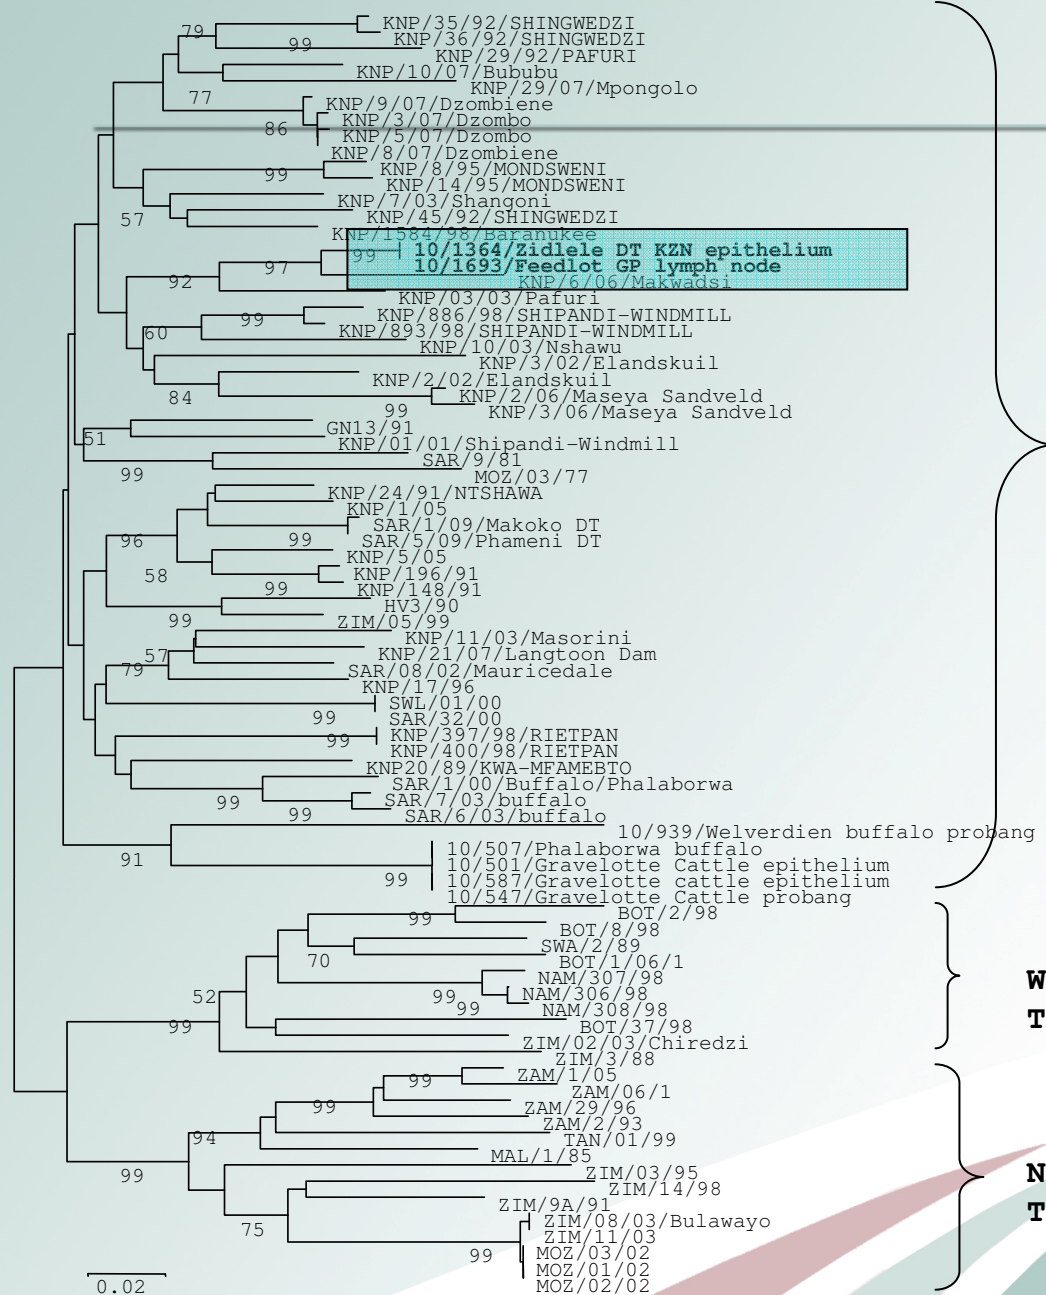 KNP/35/92/SHINGWEDZI
79
KNP/36/92/SHINGWEDZI
99
KNP/29/92/PAFURI
KNP/10/07/Bububu
KNP/29/07/Mpongolo
77
KNP/9/07/Dzombiene
KNP/3/07/Dzombo
86
KNP/5/07/Dzombo
KNP/8/07/Dzombiene
KNP/8/95/MONDSWENI
99
KNP/14/95/MONDSWENI
KNP/7/03/Shangoni
57
KNP/45/92/SHINGWEDZI
KNP/1584/98/Baranukee
10/1364/Zidlele DT KZN epithelium
99
10/1693/Feedlot GP lymph node
97
KNP/6/06/Makwadsi
92
KNP/03/03/Pafuri
KNP/886/98/SHIPANDI-WINDMILL
99
KNP/893/98/SHIPANDI-WINDMILL
60
KNP/10/03/Nshawu
KNP/3/02/Elandskuil
KNP/2/02/Elandskuil
84
KNP/2/06/Maseya Sandveld
99
KNP/3/06/Maseya Sandveld
GN13/91
51
KNP/01/01/Shipandi-Windmill
SAR/9/81
99
MOZ/03/77
KNP/24/91/NTSHAWA
KNP/1/05
SAR/1/09/Makoko DT
96
99
SAR/5/09/Phameni DT
KNP/5/05
58
KNP/196/91
99
KNP/148/91
HV3/90
99
ZIM/05/99
KNP/11/03/Masorini
57
KNP/21/07/Langtoon Dam
79
SAR/08/02/Mauricedale
KNP/17/96
SWL/01/00
99
SAR/32/00
KNP/397/98/RIETPAN
99
KNP/400/98/RIETPAN
KNP20/89/KWA-MFAMEBTO
SAR/1/00/Buffalo/Phalaborwa
99
SAR/7/03/buffalo
99
SAR/6/03/buffalo
10/939/Welverdien buffalo probang
91
10/507/Phalaborwa buffalo
10/501/Gravelotte Cattle epithelium
99
10/587/Gravelotte cattle epithelium
10/547/Gravelotte Cattle probang
99
BOT/2/98
BOT/8/98
SWA/2/89
70
BOT/1/06/1
NAM/307/98
52
99
NAM/306/98
99
NAM/308/98
99
BOT/37/98
ZIM/02/03/Chiredzi
ZIM/3/88
99
ZAM/1/05
ZAM/06/1
99
ZAM/29/96
ZAM/2/93
94
TAN/01/99
MAL/1/85
99
ZIM/03/95
ZIM/14/98
ZIM/9A/91
75
ZIM/08/03/Bulawayo
ZIM/11/03
99
MOZ/03/02
MOZ/01/02
MOZ/02/02
0.02
W
T
N
T